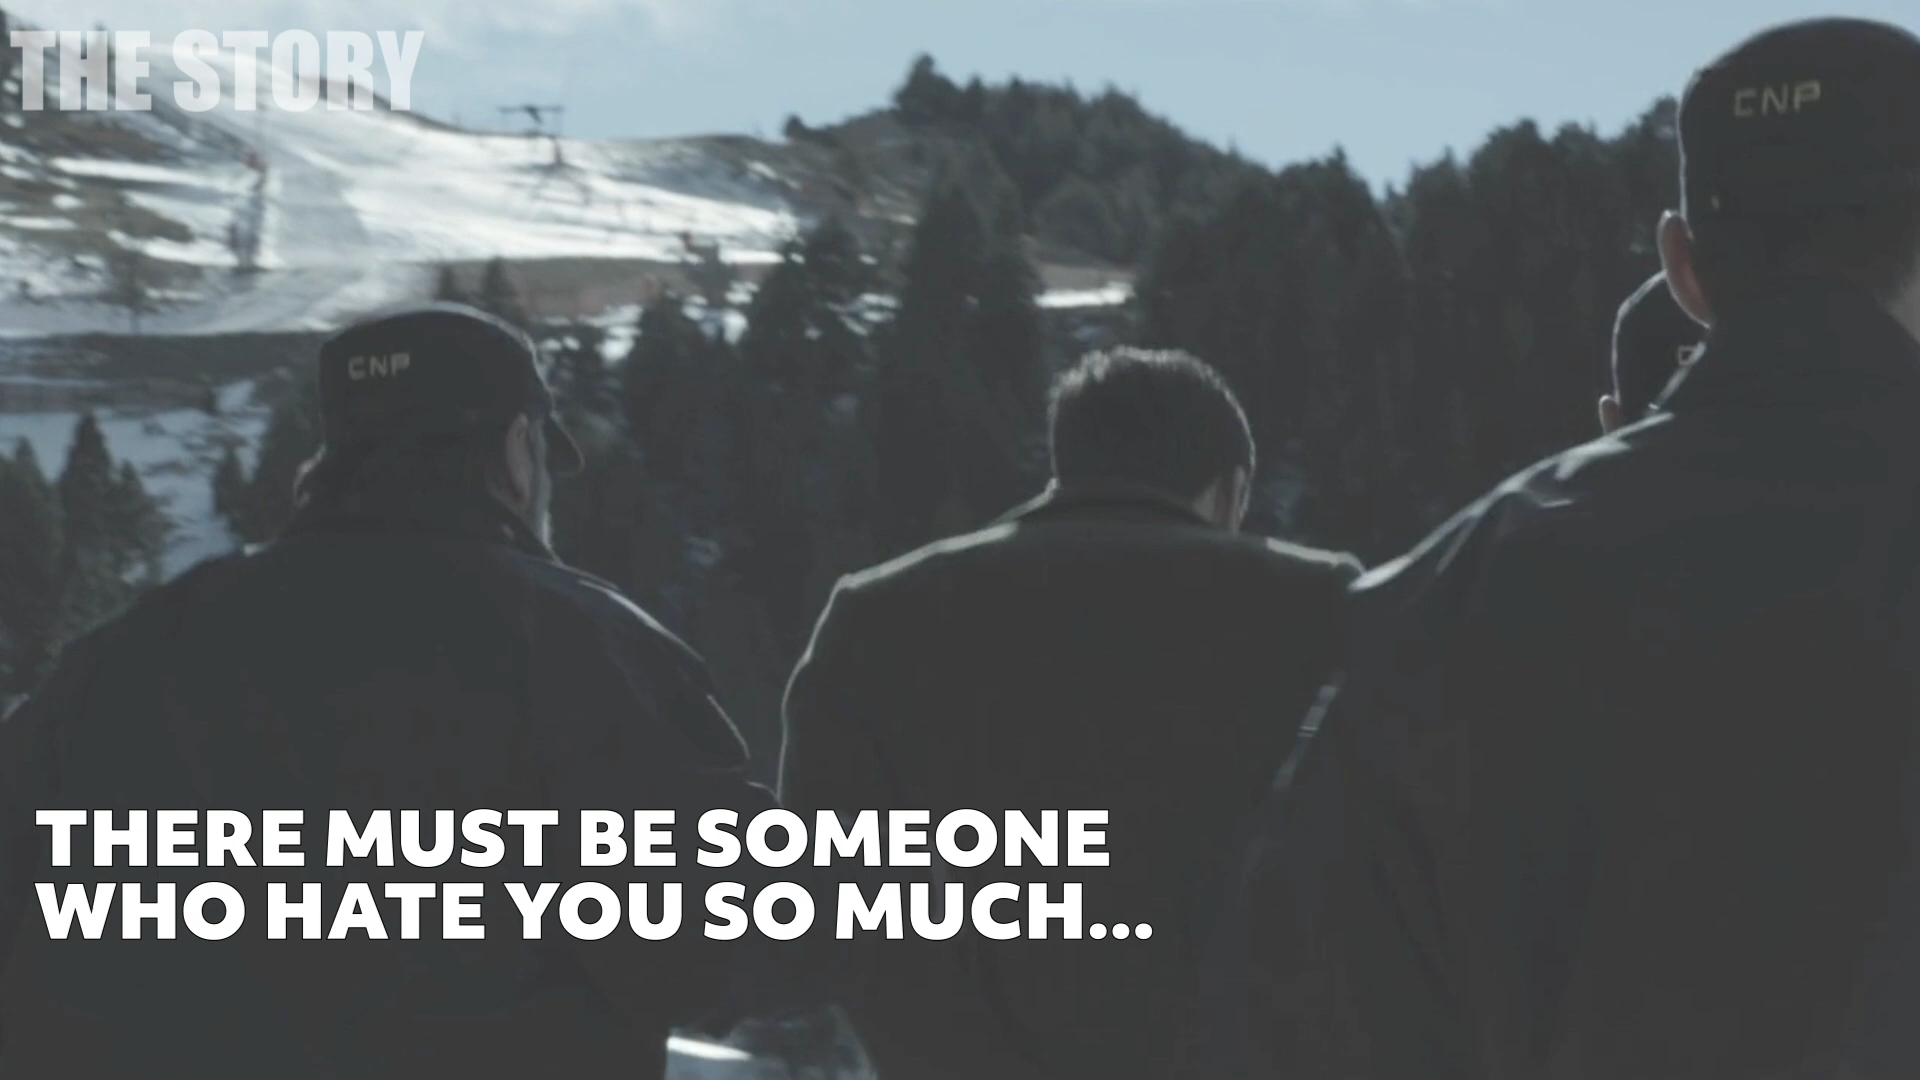 THE STORY
CNP
CNP
THERE MUST BE SOMEONE
WHO HATE YOU SO MUCH...